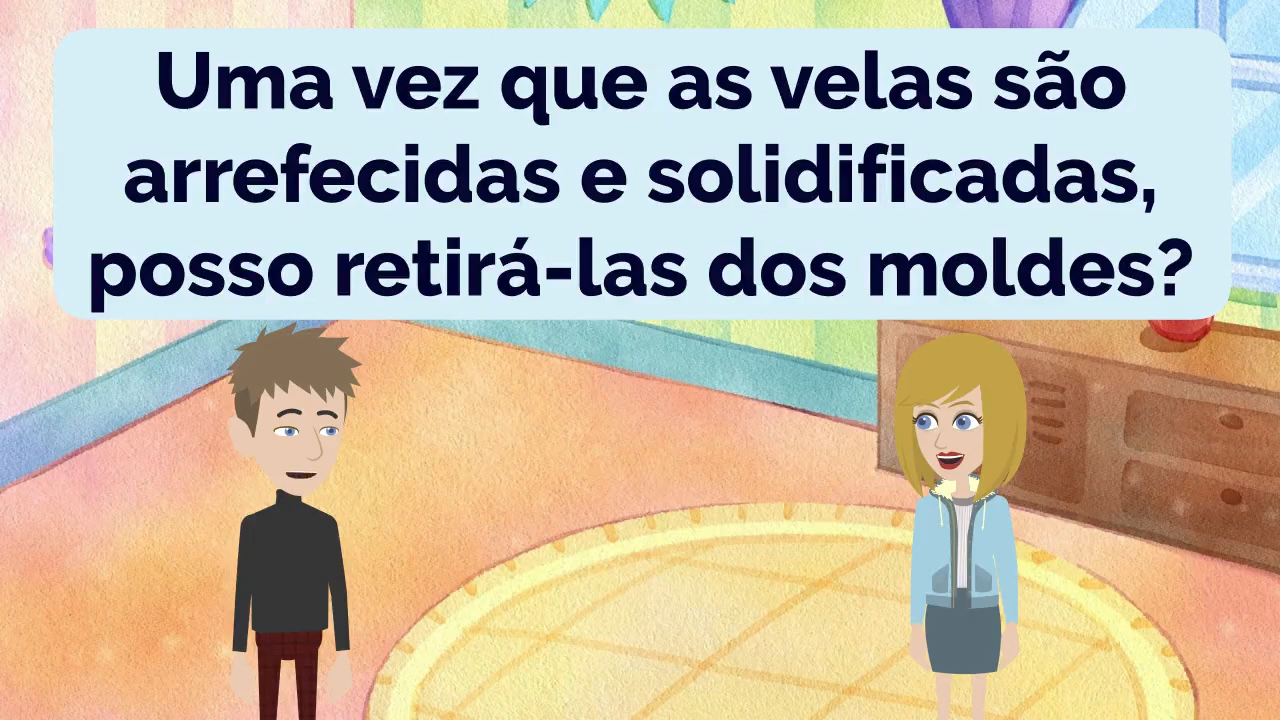 Uma vez que as velas são
arrefecidas e solidificadas,
posso retirá-las dos moldes?